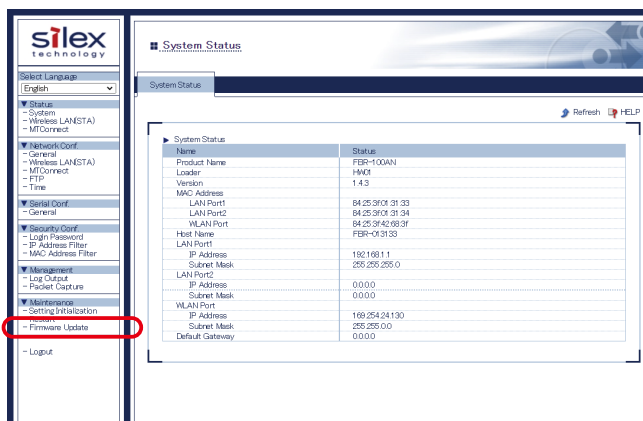 silex
technology
System Status
Select Language
English
System Status
Refresh HELP
▼ Status
- System
- Wireless LAN(STA)
- MTConnect
▼ Network Conf.
- General
- Wireless LAN(STA)
- MTConnect
- FTP
- Time
▼ Serial Conf.
- General
▼ Security Conf.
- Login Password
- IP Address Filter
- MAC Address Filter
▼ Management
- Log Output
- Packet Capture
▼ Maintenance
- Setting Initialization
- Restart
- Firmware Update
- Logout
▶ System Status
Name Status
Product Name FBR-100AN
Loader HW01
Version 1.4.3
MAC Address
LAN Port1 84:25:3f:01:31:33
LAN Port2 84:25:3f:01:31:34
WLAN Port 84:25:3f:42:68:3f
Host Name FBR-013133
LAN Port1
IP Address 192.168.1.1
Subnet Mask 255.255.255.0
LAN Port2
IP Address 0.0.0.0
Subnet Mask 0.0.0.0
WLAN Port
IP Address 169.254.24.130
Subnet Mask 255.255.0.0
Default Gateway 0.0.0.0